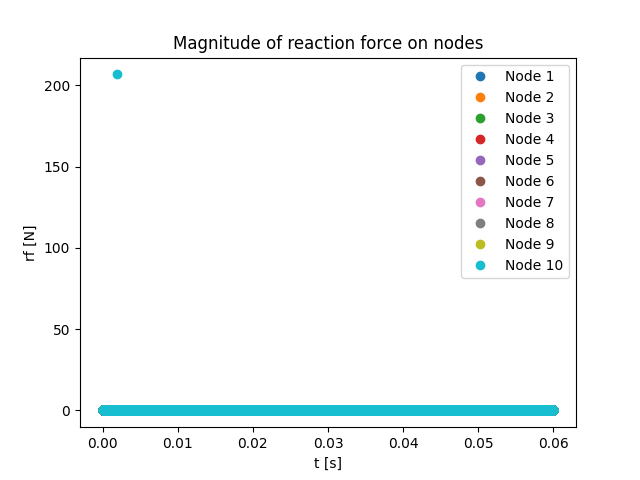 Magnitude of reaction force on nodes
rf [N]
200
150
100
50
0
0.00 0.01 0.02 0.03 0.04 0.05 0.06
t [s]
Node 1
Node 2
Node 3
Node 4
Node 5
Node 6
Node 7
Node 8
Node 9
Node 10